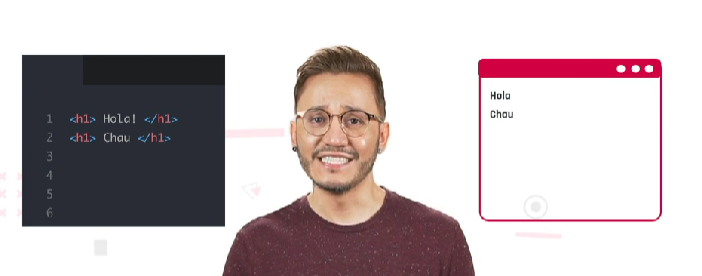 1 <h1> Hola! </h1>
2 <h1> Chau </h1>
3
4
5
6
Hola
Chau